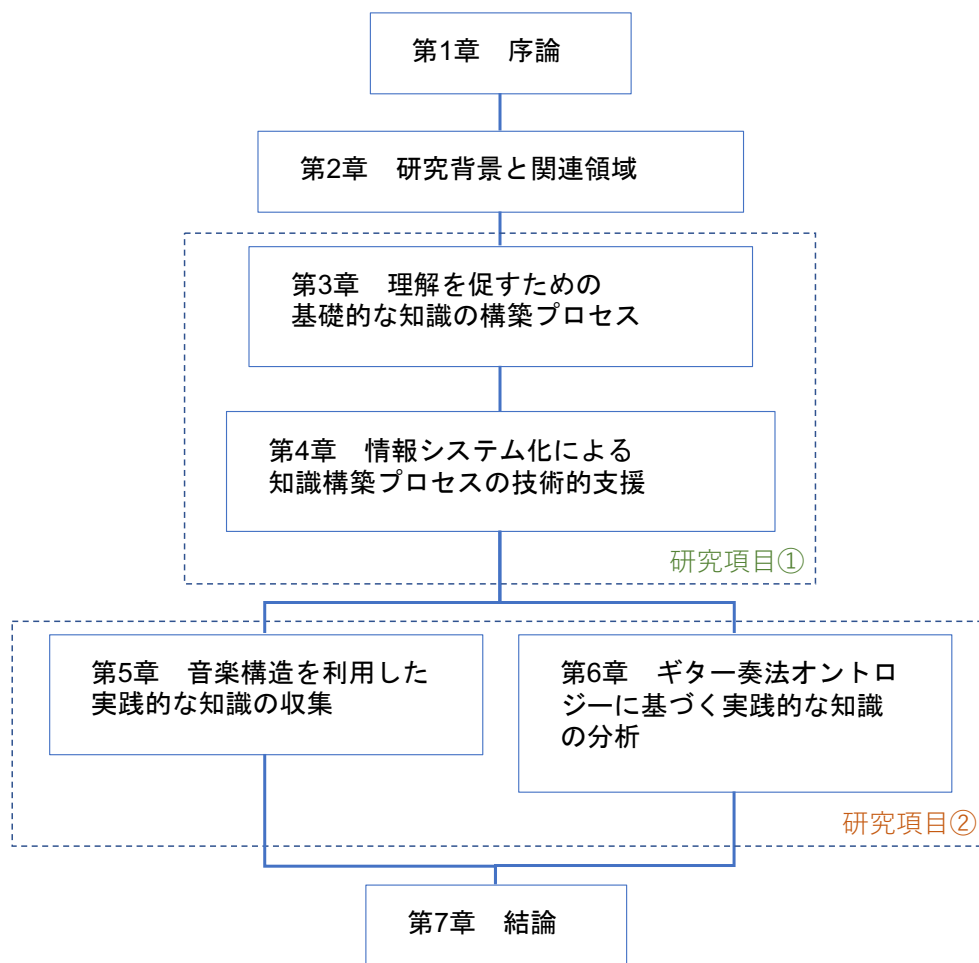 第1章　序論
第2章　研究背景と関連領域
第3章　理解を促すための
基礎的な知識の構築プロセス
第4章　情報システム化による
知識構築プロセスの技術的支援
研究項目①
第5章　音楽構造を利用した
実践的な知識の収集
第6章　ギター奏法オントロ
ジーに基づく実践的な知識
の分析
研究項目②
第7章　結論